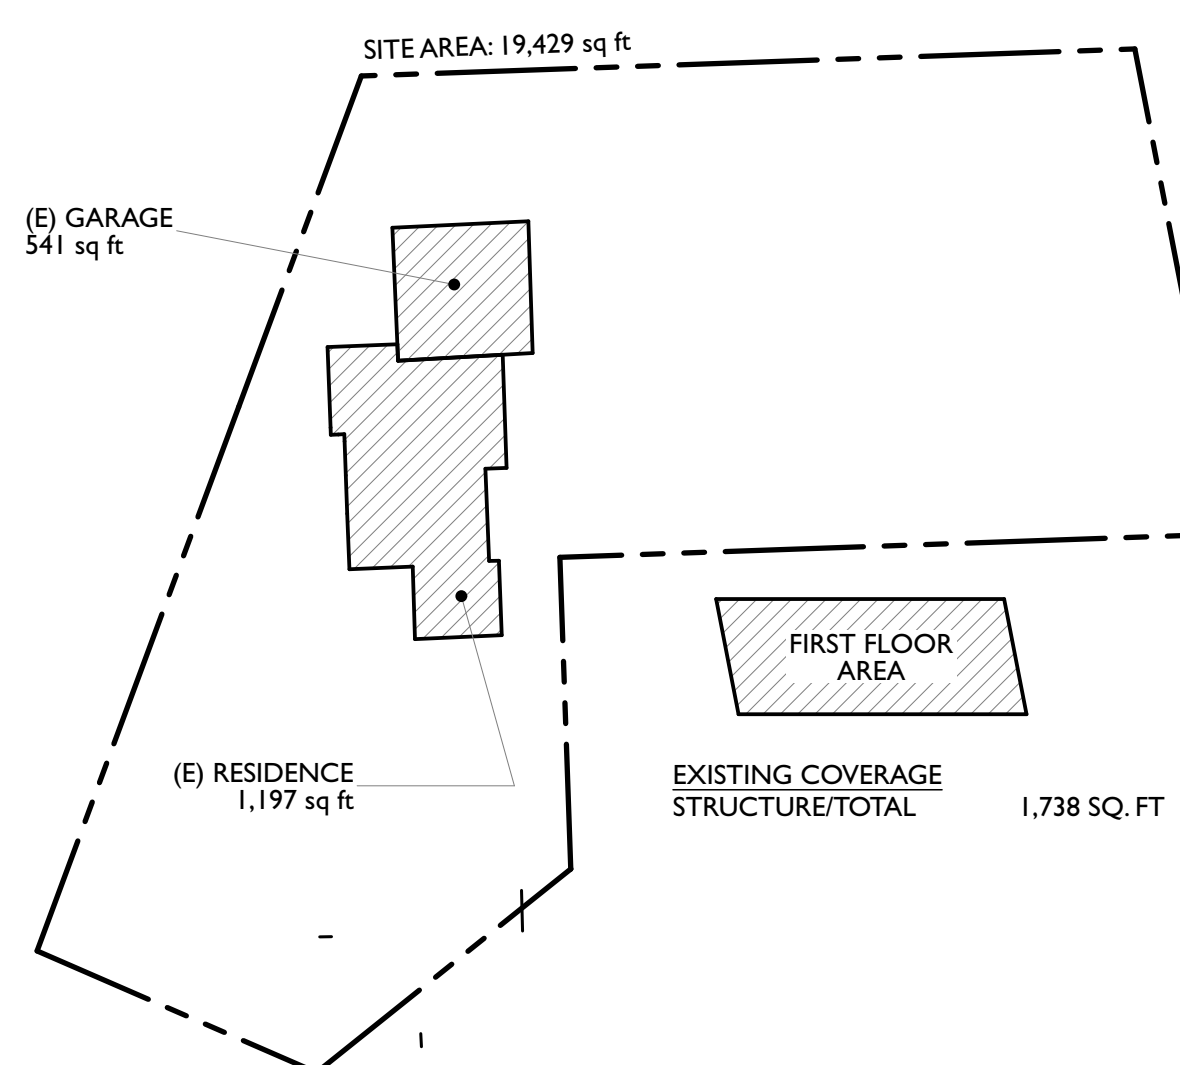 SITE AREA: 19,429 sq ft
(E) GARAGE
541 sq ft
FIRST FLOOR
AREA
(E) RESIDENCE
1,197 sq ft
EXISTING COVERAGE
STRUCTURE/TOTAL 1,738 SQ. FT